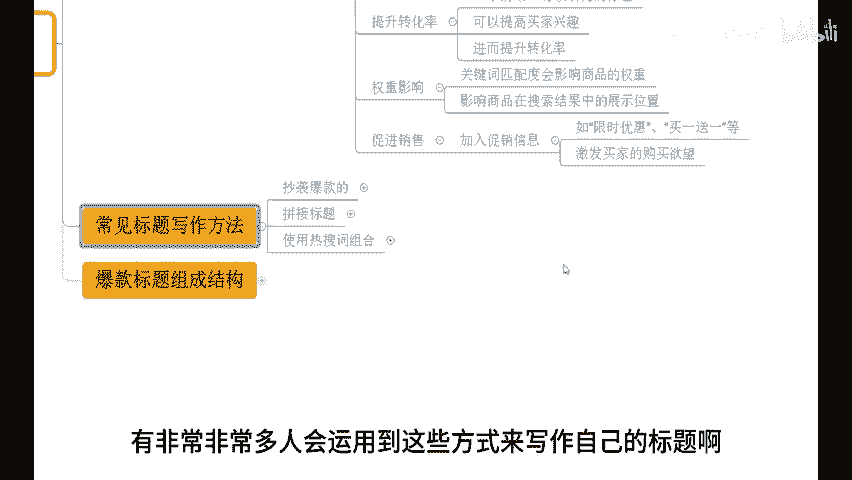 提升转化率
可以提高买家兴趣
进而提升转化率
权重影响
关键词匹配度会影响商品的权重
影响商品在搜索结果中的展示位置
促进销售
加入促销信息
如“限时优惠”、“买一送一”等
激发买家的购买欲望
常见标题写作方法
抄袭爆款的
拼接标题
使用热搜词组合
爆款标题组成结构
有非常非常多人会运用到这些方式来写作自己的标题啊